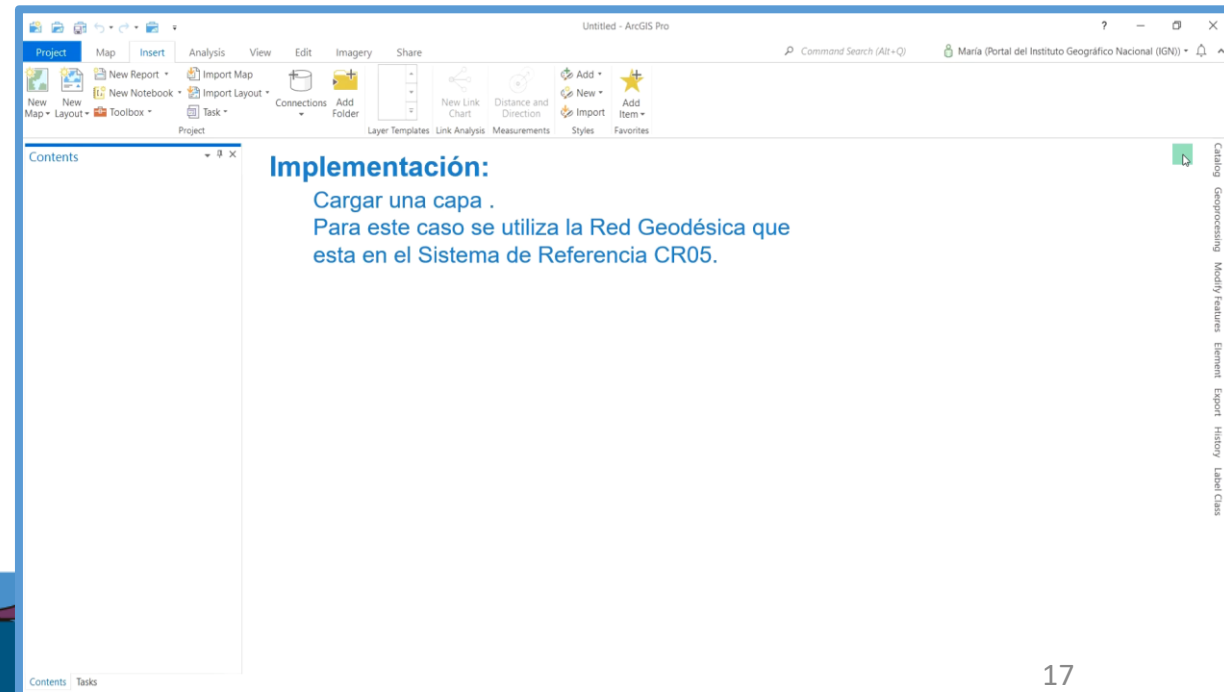 Untitled - ArcGIS Pro
? 
Project Map Insert Analysis View Edit Imagery Share
Command Search (Alt+Q)
María (Portal del Instituto Geográfico Nacional (IGN))
New Map
New Layout
New Report
New Notebook
Toolbox
Import Map
Import Layout
Task
Project
Connections
Add Folder
Layer Templates
New Link Chart
Link Analysis
Distance and Direction
Measurements
Add
New
Import
Styles
Add Item
Favorites
Contents
Implementación:
Cargar una capa .
Para este caso se utiliza la Red Geodésica que
esta en el Sistema de Referencia CR05.
Catalog
Geoprocessing
Modify Features
Element
Export
History
Label Class
17
Contents Tasks